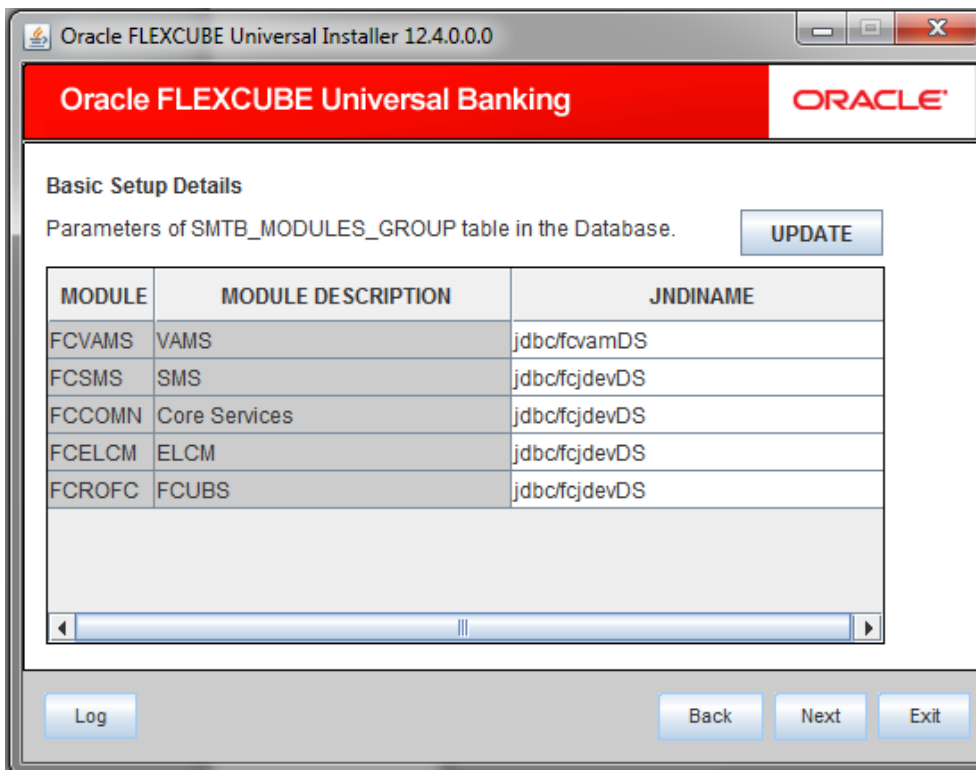 Oracle FLEXCUBE Universal Installer 12.4.0.0.0
Oracle FLEXCUBE Universal Banking
ORACLE
Basic Setup Details
Parameters of SMTB_MODULES_GROUP table in the Database.
UPDATE
MODULE MODULE DESCRIPTION JNDINAME
FCVAMS VAMS jdbc/fcvamDS
FCSMS SMS jdbc/fcjdevDS
FCCOMN Core Services jdbc/fcjdevDS
FCELCM ELCM jdbc/fcjdevDS
FCROFC FCUBS jdbc/fcjdevDS
Log Back Next Exit